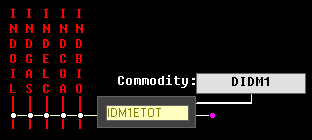 INDOIL
INDGAS
INDELC
INDCOA
INDBIO
Commodity: DIDM1
IDM1ETOT